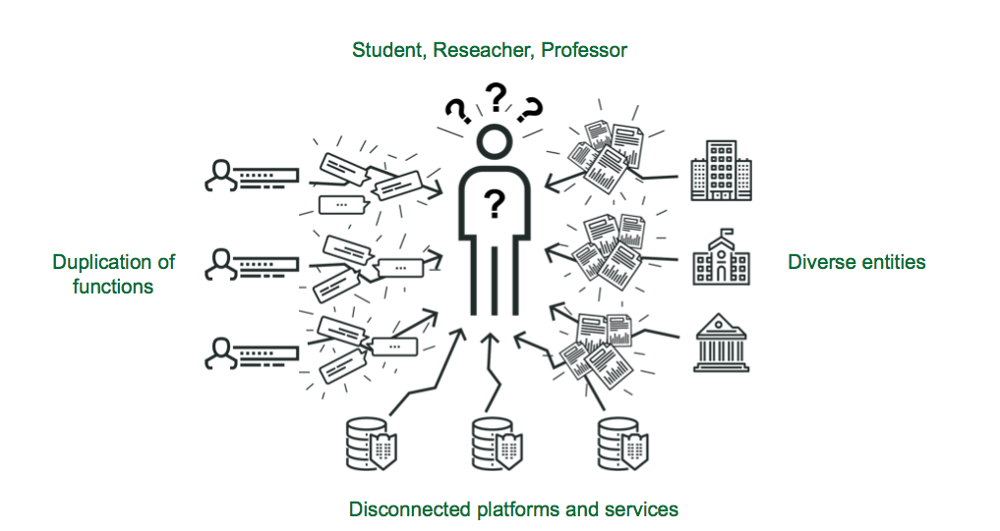 Student, Reseacher, Professor
? ? ?
?
Duplication of
functions
Diverse entities
Disconnected platforms and services